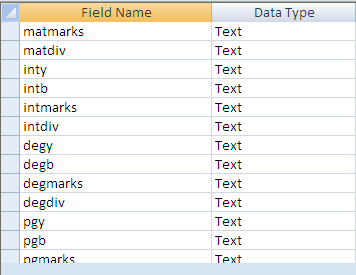 Field Name Data Type
matmarks Text
matdiv Text
inty Text
intb Text
intmarks Text
intdiv Text
degy Text
degb Text
degmarks Text
degdiv Text
pgy Text
pgb Text
pgmarks Text